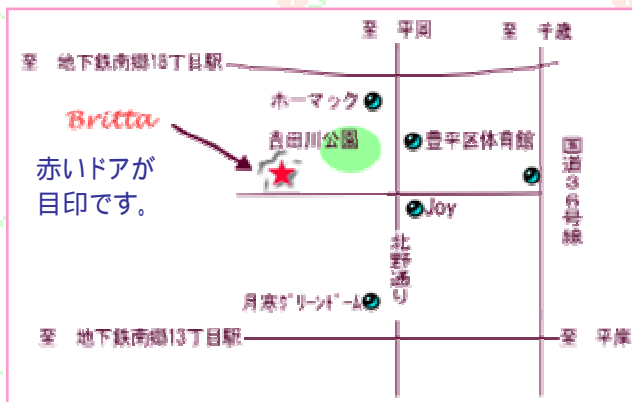 至 平岡
至 千歳
至 地下鉄南郷18丁目駅
ホーマック
Britta
吉田川公園
豊平区体育館
赤いドアが
目印です。
国道36号線
Joy
北野通り
月寒グリーンドーム
至 地下鉄南郷13丁目駅
至 平岸